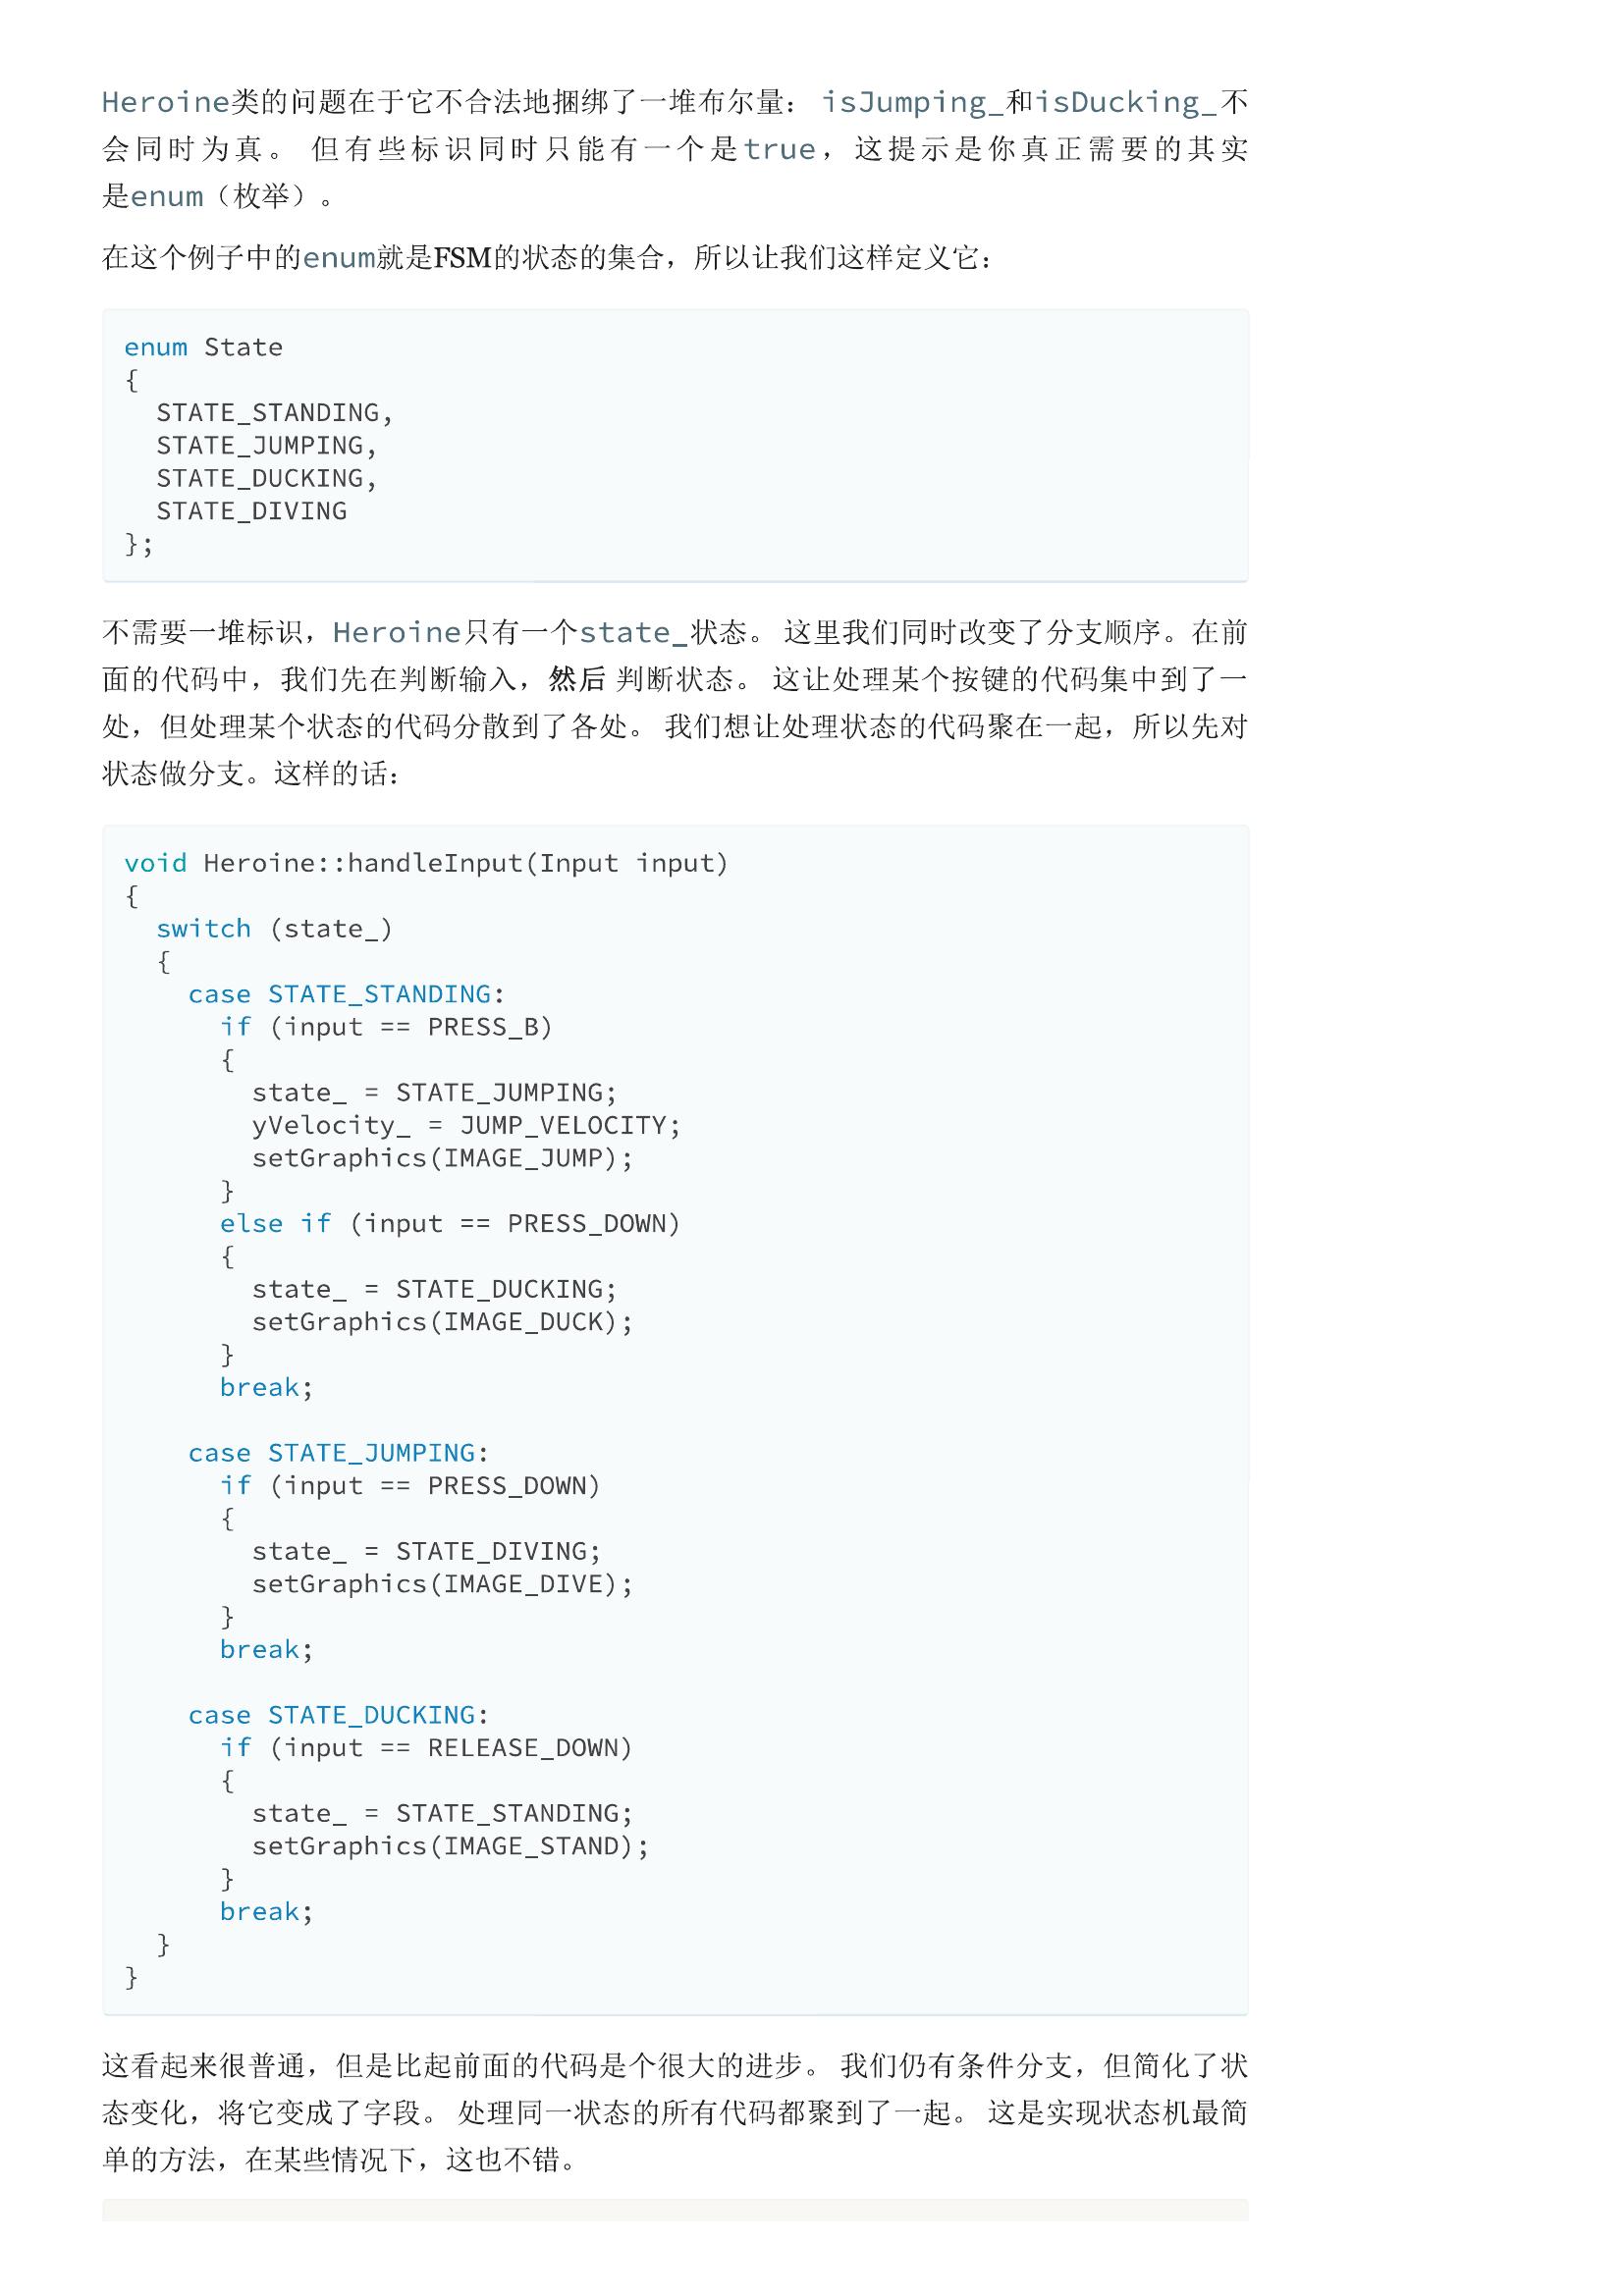 Heroine类的问题在于它不合法地捆绑了一堆布尔量： isJumping_和isDucking_不
会同时为真。 但有些标识同时只能有一个是true，这提示是你真正需要的其实
是enum（枚举）。
在这个例子中的enum就是FSM的状态的集合，所以让我们这样定义它：
enum State
{
  STATE_STANDING,
  STATE_JUMPING,
  STATE_DUCKING,
  STATE_DIVING
};
不需要一堆标识，Heroine只有一个state_状态。 这里我们同时改变了分支顺序。在前
面的代码中，我们先在判断输入，然后 判断状态。 这让处理某个按键的代码集中到了一
处，但处理某个状态的代码分散到了各处。 我们想让处理状态的代码聚在一起，所以先对
状态做分支。这样的话：
void Heroine::handleInput(Input input)
{
  switch (state_)
  {
    case STATE_STANDING:
      if (input == PRESS_B)
      {
        state_ = STATE_JUMPING;
        yVelocity_ = JUMP_VELOCITY;
        setGraphics(IMAGE_JUMP);
      }
      else if (input == PRESS_DOWN)
      {
        state_ = STATE_DUCKING;
        setGraphics(IMAGE_DUCK);
      }
      break;
    case STATE_JUMPING:
      if (input == PRESS_DOWN)
      {
        state_ = STATE_DIVING;
        setGraphics(IMAGE_DIVE);
      }
      break;
    case STATE_DUCKING:
      if (input == RELEASE_DOWN)
      {
        state_ = STATE_STANDING;
        setGraphics(IMAGE_STAND);
      }
      break;
  }
}
这看起来很普通，但是比起前面的代码是个很大的进步。 我们仍有条件分支，但简化了状
态变化，将它变成了字段。 处理同一状态的所有代码都聚到了一起。 这是实现状态机最简
单的方法，在某些情况下，这也不错。